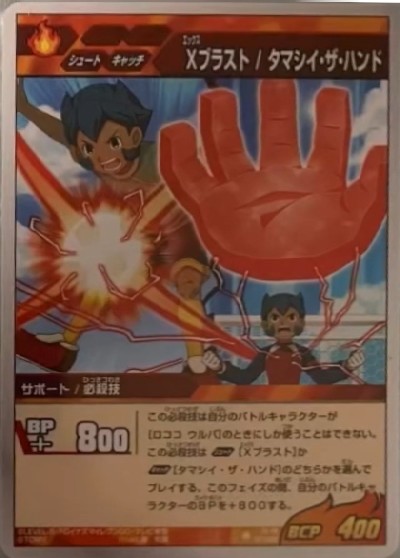 シュート キャッチ
エックス
Xブラスト / タマシイ・ザ・ハンド
ひっさつわざ
サポート / 必殺技
BP
+ 800
この必殺技は自分のバトルキャラクターが
[ロココ ウルパ]のときにしか使うことはできない。
この必殺技は [Xブラスト]か
[タマシイ・ザ・ハンド]のどちらかを選んで
プレイする。このフェイズの間、自分のバトルキャ
ラクターのBPを+800する。
BCP 400